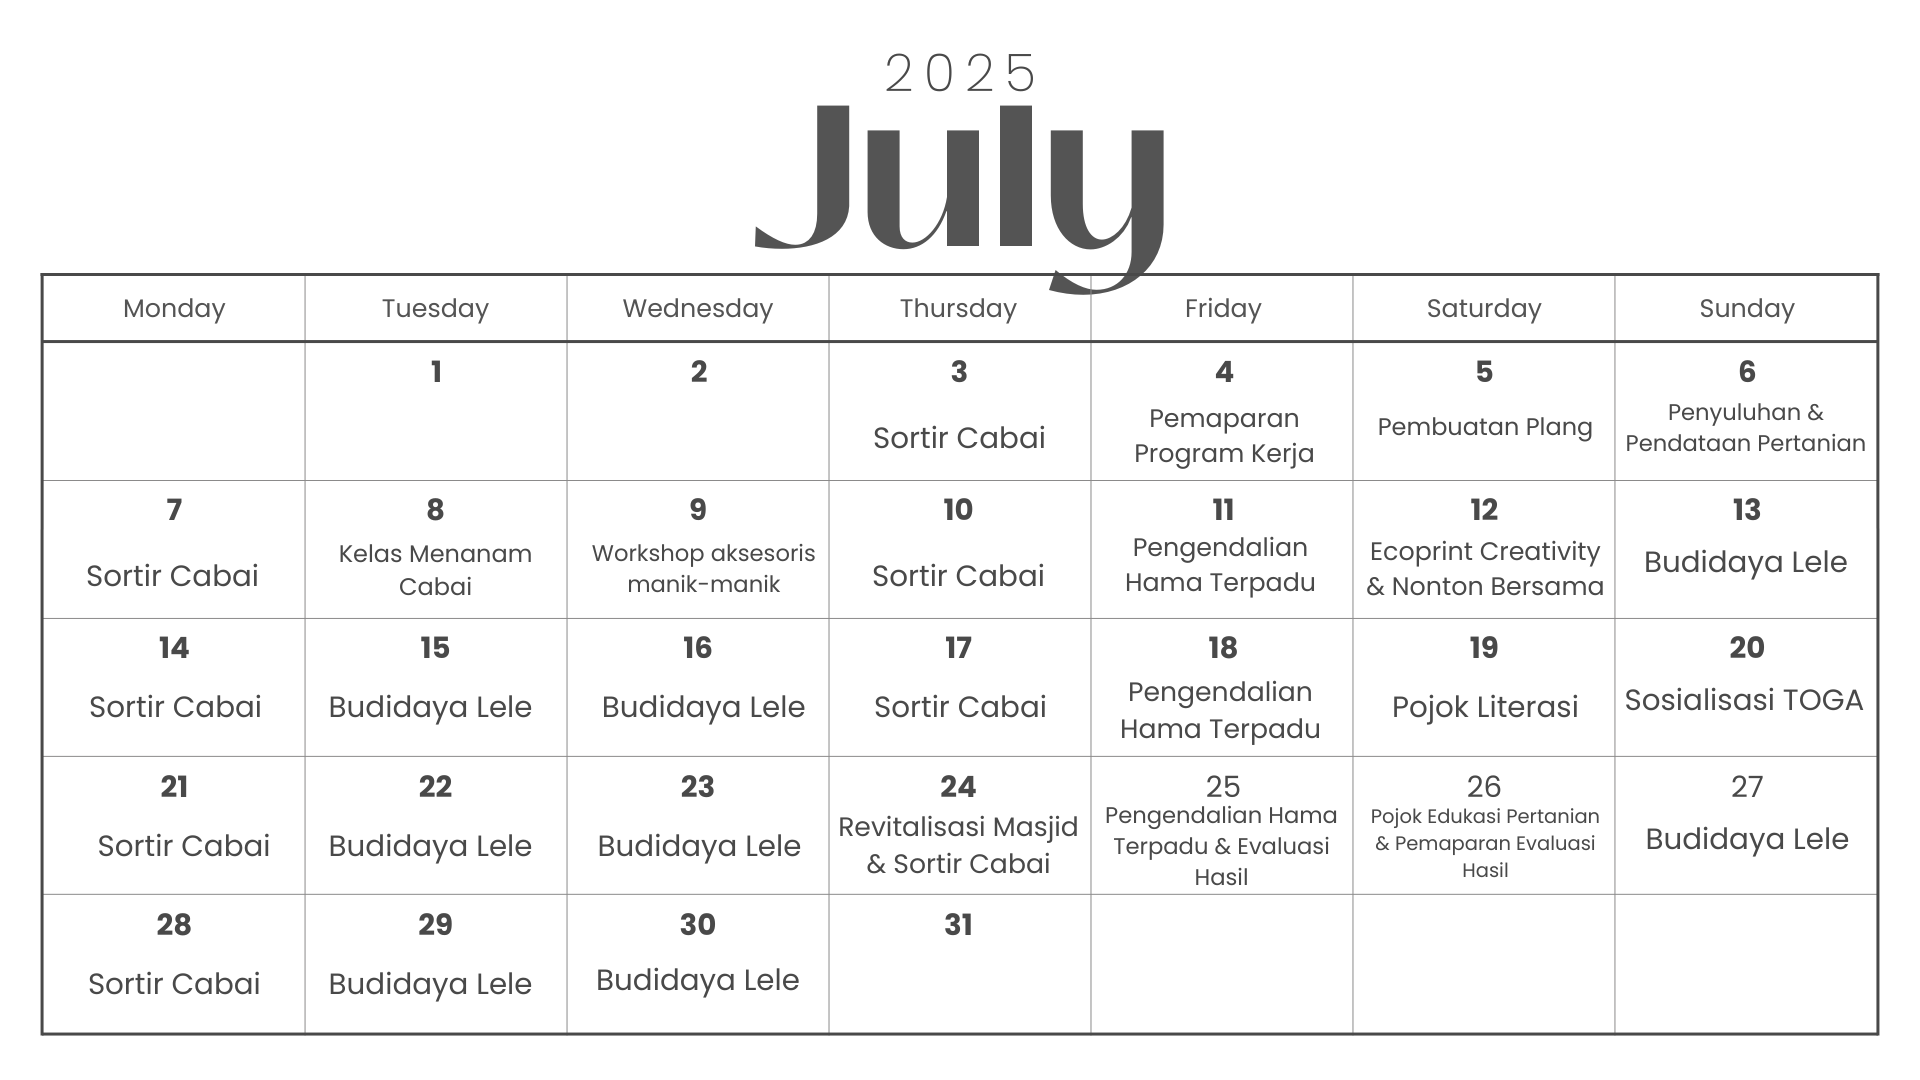 2025
July
Monday
Tuesday
Wednesday
Thursday
Friday
Saturday
Sunday
1
2
3
Sortir Cabai
4
Pemaparan
Program Kerja
5
Pembuatan Plang
6
Penyuluhan &
Pendataan Pertanian
7
Sortir Cabai
8
Kelas Menanam
Cabai
9
Workshop aksesoris
manik-manik
10
Sortir Cabai
11
Pengendalian
Hama Terpadu
12
Ecoprint Creativity
& Nonton Bersama
13
Budidaya Lele
14
Sortir Cabai
15
Budidaya Lele
16
Budidaya Lele
17
Sortir Cabai
18
Pengendalian
Hama Terpadu
19
Pojok Literasi
20
Sosialisasi TOGA
21
Sortir Cabai
22
Budidaya Lele
23
Budidaya Lele
24
Revitalisasi Masjid
& Sortir Cabai
25
Pengendalian Hama
Terpadu & Evaluasi
Hasil
26
Pojok Edukasi Pertanian
& Pemaparan Evaluasi
Hasil
27
Budidaya Lele
28
Sortir Cabai
29
Budidaya Lele
30
Budidaya Lele
31